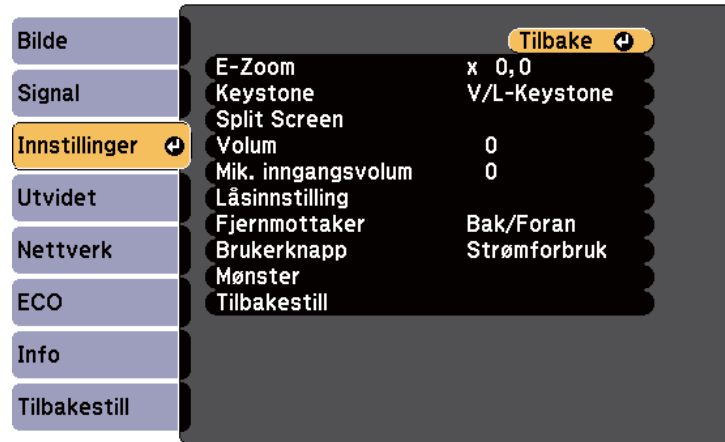 Bilde
Signal
Innstillinger
Utvidet
Nettverk
ECO
Info
Tilbakestill
Tilbake
E-Zoom x 0,0
Keystone V/L-Keystone
Split Screen
Volum 0
Mik. inngangsvolum 0
Låsinnstilling
Fjernmottaker Bak/Foran
Brukerknapp Strømforbruk
Mønster
Tilbakestill